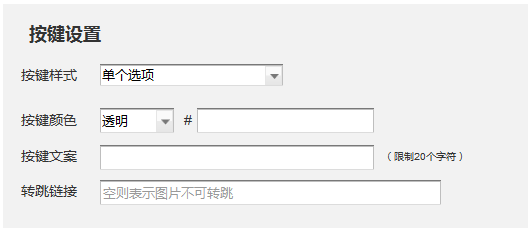 按键设置
按键样式 单个选项
按键颜色 透明 #
按键文案 （限制20个字符）
转跳链接 空则表示图片不可转跳